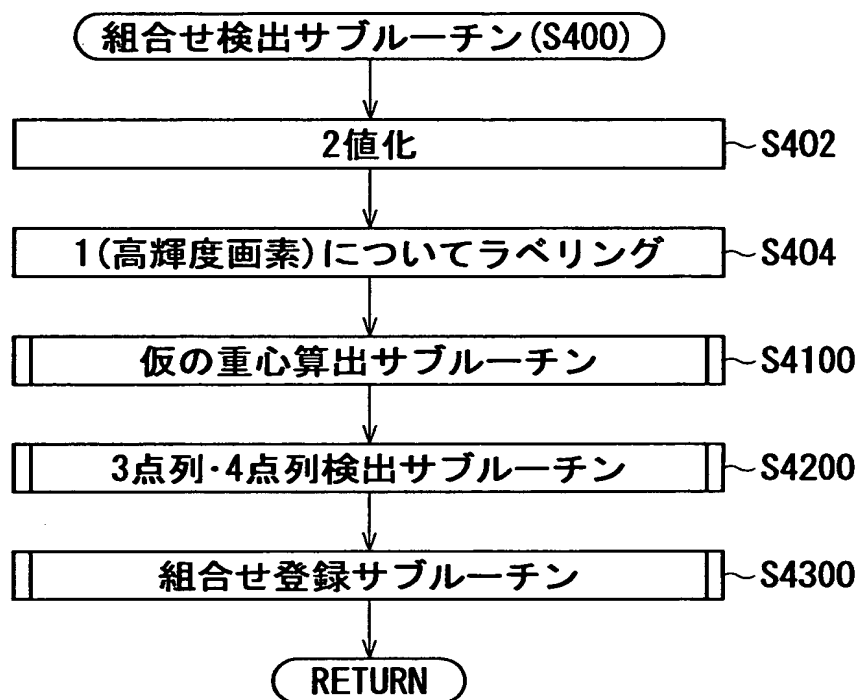 組合せ検出サブルーチン(S400)
2値化 S402
1(高輝度画素)についてラベリング S404
仮の重心算出サブルーチン S4100
3点列·4点列検出サブルーチン S4200
組合せ登録サブルーチン S4300
RETURN